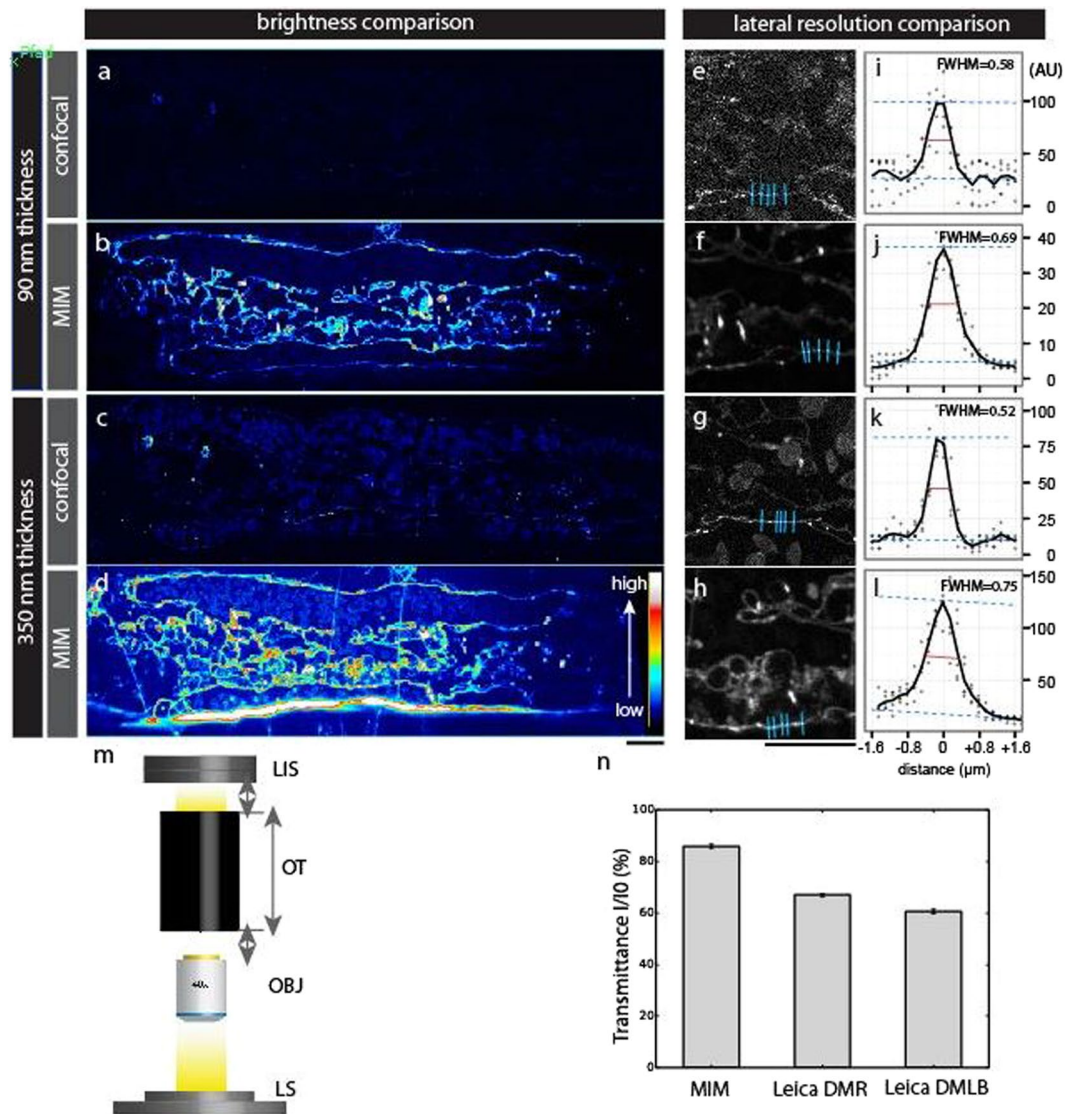 brightness comparison
lateral resolution comparison
Pfad
90 nm thickness
confocal
MIM
350 nm thickness
confocal
MIM
a
b
c
d
high
low
e
f
g
h
i
FWHM=0.58
(AU)
100
50
0
j
FWHM=0.69
40
30
20
10
0
k
FWHM=0.52
100
75
50
25
0
l
FWHM=0.75
150
100
50
-1.6 -0.8 0 +0.8 +1.6
distance (µm)
m
LIS
OT
OBJ
LS
n
Transmittance I/I0 (%)
100
80
60
40
20
0
MIM Leica DMR Leica DMLB